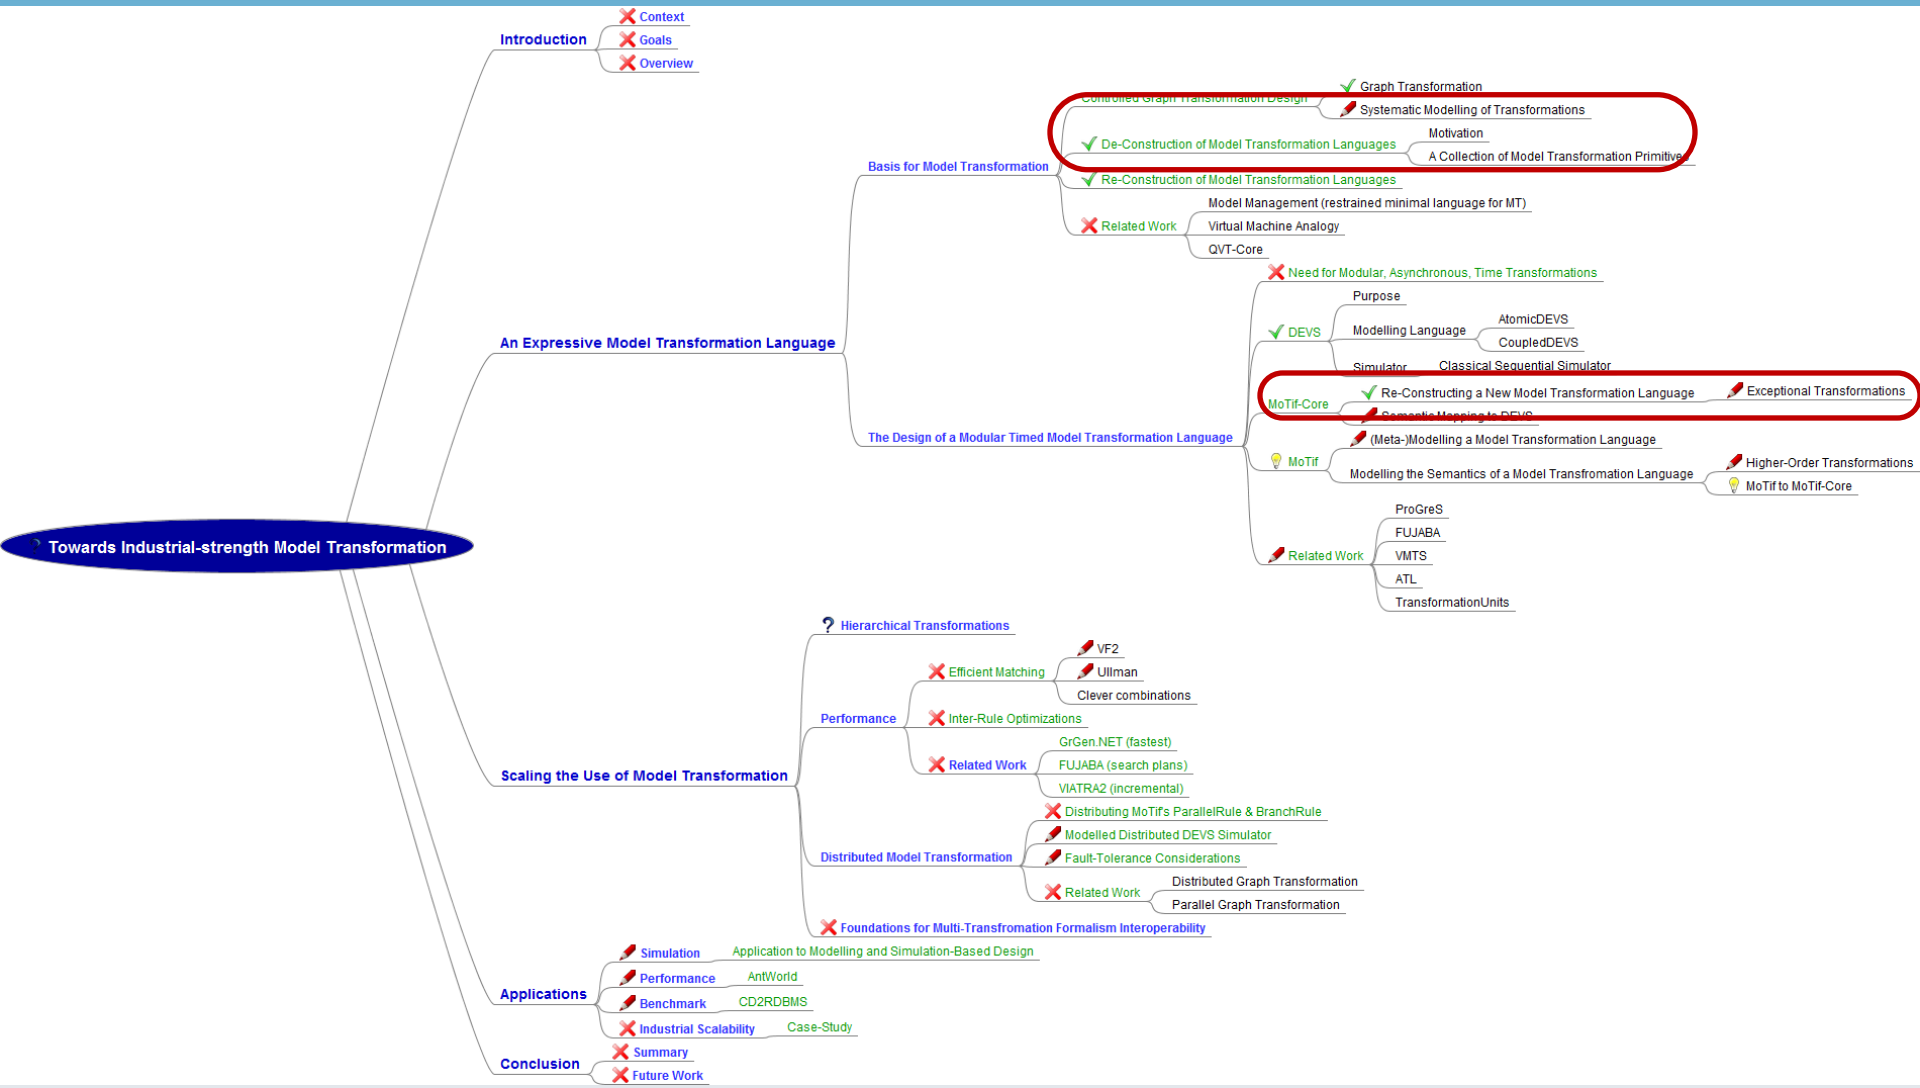 Context
Introduction
Goals
Overview
Graph Transformation
Controlled Graph Transformation Design
Systematic Modelling of Transformations
Motivation
De-Construction of Model Transformation Languages
A Collection of Model Transformation Primitives
Basis for Model Transformation
Re-Construction of Model Transformation Languages
Model Management (restrained minimal language for MT)
Related Work
Virtual Machine Analogy
QVT-Core
Need for Modular, Asynchronous, Time Transformations
Purpose
AtomicDEVS
DEVS
Modelling Language
CoupledDEVS
An Expressive Model Transformation Language
Simulator
Classical Sequential Simulator
Re-Constructing a New Model Transformation Language
Exceptional Transformations
MoTif-Core
Semantic Mapping to DEVS
The Design of a Modular Timed Model Transformation Language
(Meta-)Modelling a Model Transformation Language
MoTif
Higher-Order Transformations
Modelling the Semantics of a Model Transfromation Language
MoTif to MoTif-Core
ProGreS
FUJABA
Related Work
VMTS
ATL
TransformationUnits
? Towards Industrial-strength Model Transformation
? Hierarchical Transformations
VF2
Efficient Matching
Ullman
Clever combinations
Performance
Inter-Rule Optimizations
GrGen.NET (fastest)
Related Work
FUJABA (search plans)
VIATRA2 (incremental)
Scaling the Use of Model Transformation
Distributing MoTif's ParallelRule & BranchRule
Modelled Distributed DEVS Simulator
Distributed Model Transformation
Fault-Tolerance Considerations
Distributed Graph Transformation
Related Work
Parallel Graph Transformation
Foundations for Multi-Transfromation Formalism Interoperability
Simulation
Application to Modelling and Simulation-Based Design
Performance
AntWorld
Applications
Benchmark
CD2RDBMS
Industrial Scalability
Case-Study
Summary
Conclusion
Future Work